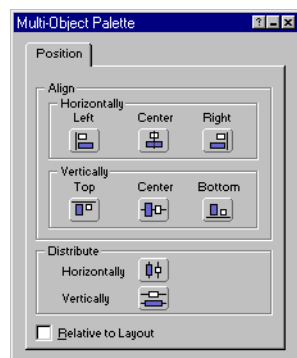 Multi-Object Palette
Position
Align
Horizontally
Left Center Right
Vertically
Top Center Bottom
Distribute
Horizontally
Vertically
Relative to Layout